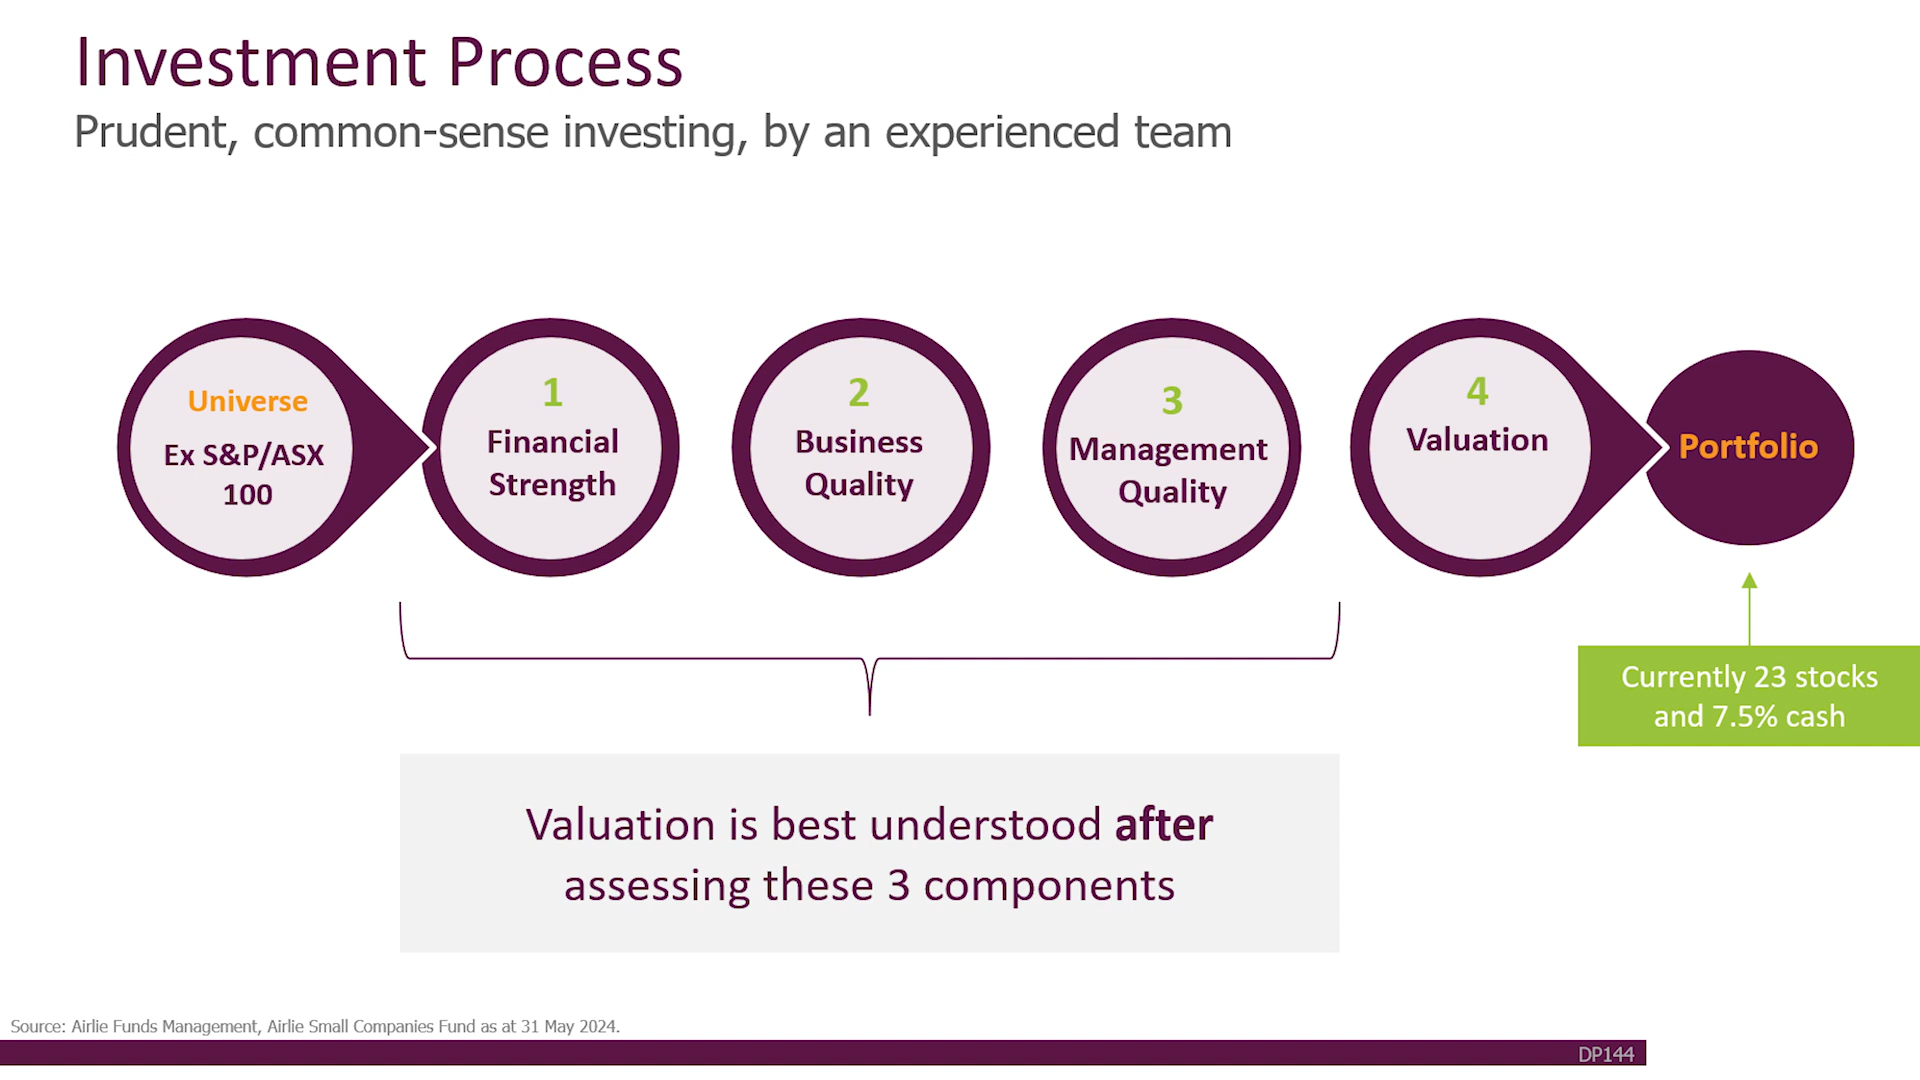 Investment Process
Prudent, common-sense investing, by an experienced team
Universe
Ex S&P/ASX
100
1
Financial
Strength
2
Business
Quality
3
Management
Quality
4
Valuation
Portfolio
Currently 23 stocks
and 7.5% cash
Valuation is best understood after
assessing these 3 components
Source: Airlie Funds Management, Airlie Small Companies Fund as at 31 May 2024.
DP144